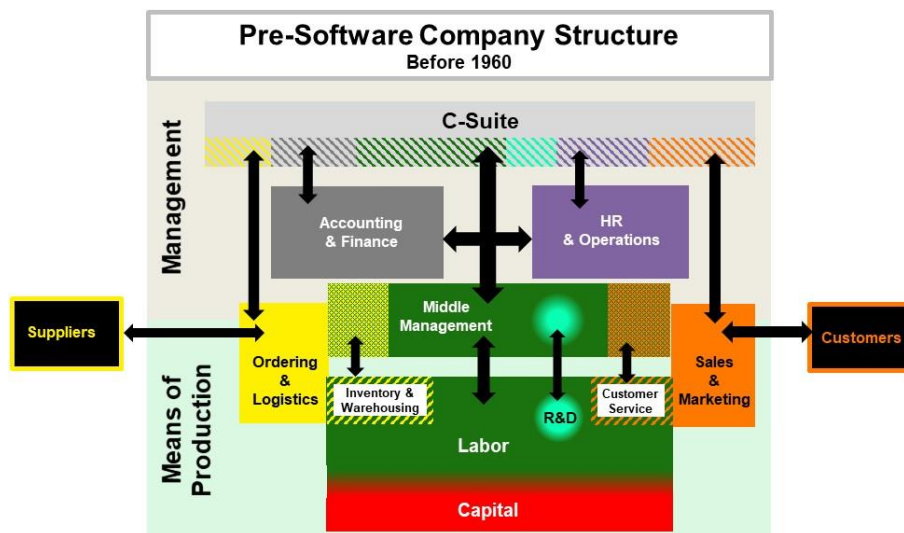 Pre-Software Company Structure
Before 1960
Management
C-Suite
Accounting
& Finance
HR
& Operations
Middle
Management
Suppliers
Customers
Means of
Production
Ordering
&
Logistics
Sales
&
Marketing
Inventory &
Warehousing
Customer
Service
R&D
Labor
Capital